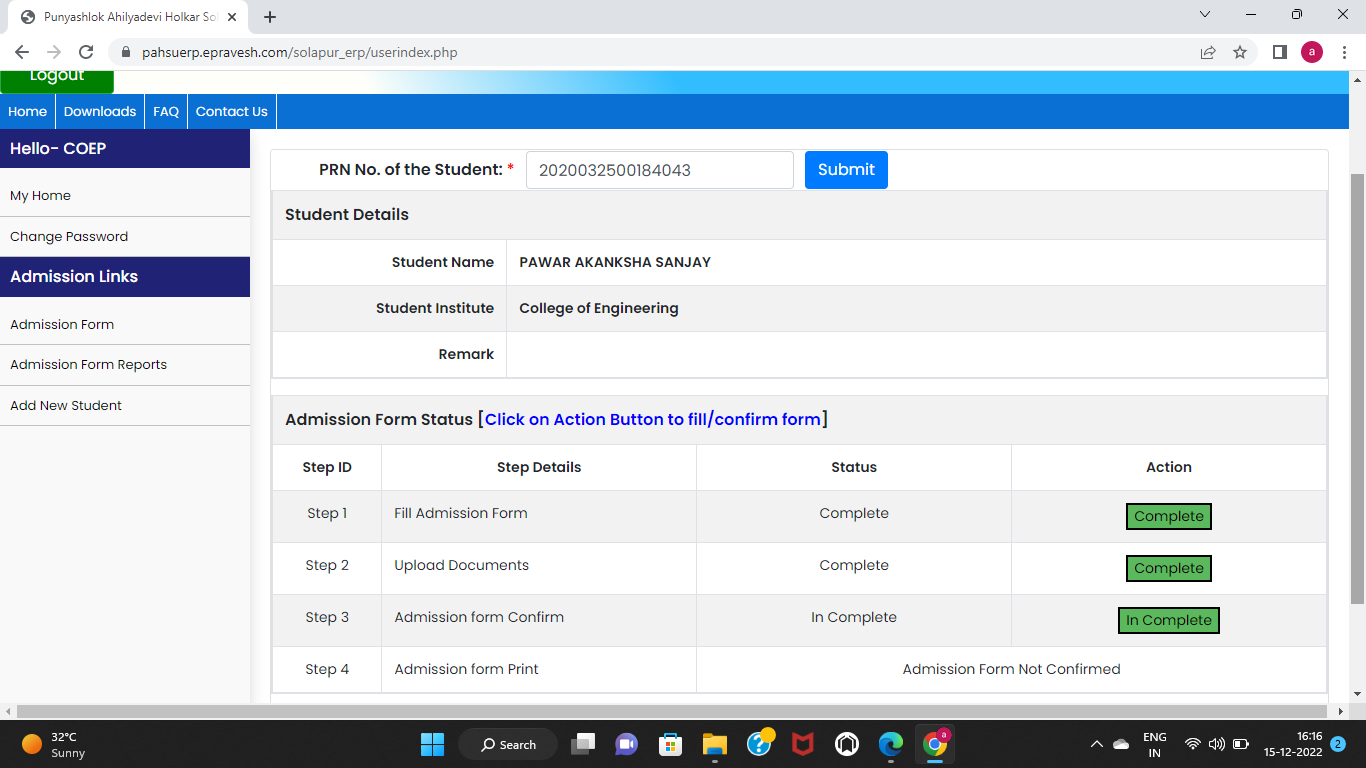 Punyashlok Ahilyadevi Holkar Sol
pahsuerp.epravesh.com/solapur_erp/userindex.php
a
Logout
Home
Downloads
FAQ
Contact Us
Hello- COEP
My Home
Change Password
Admission Links
Admission Form
Admission Form Reports
Add New Student
PRN No. of the Student: * 2020032500184043 Submit
Student Details
Student Name PAWAR AKANKSHA SANJAY
Student Institute College of Engineering
Remark
Admission Form Status [Click on Action Button to fill/confirm form]
Step ID Step Details Status Action
Step 1 Fill Admission Form Complete Complete
Step 2 Upload Documents Complete Complete
Step 3 Admission form Confirm In Complete In Complete
Step 4 Admission form Print Admission Form Not Confirmed
32°C
Sunny
Search
a
ENG
IN
16:16
15-12-2022
2